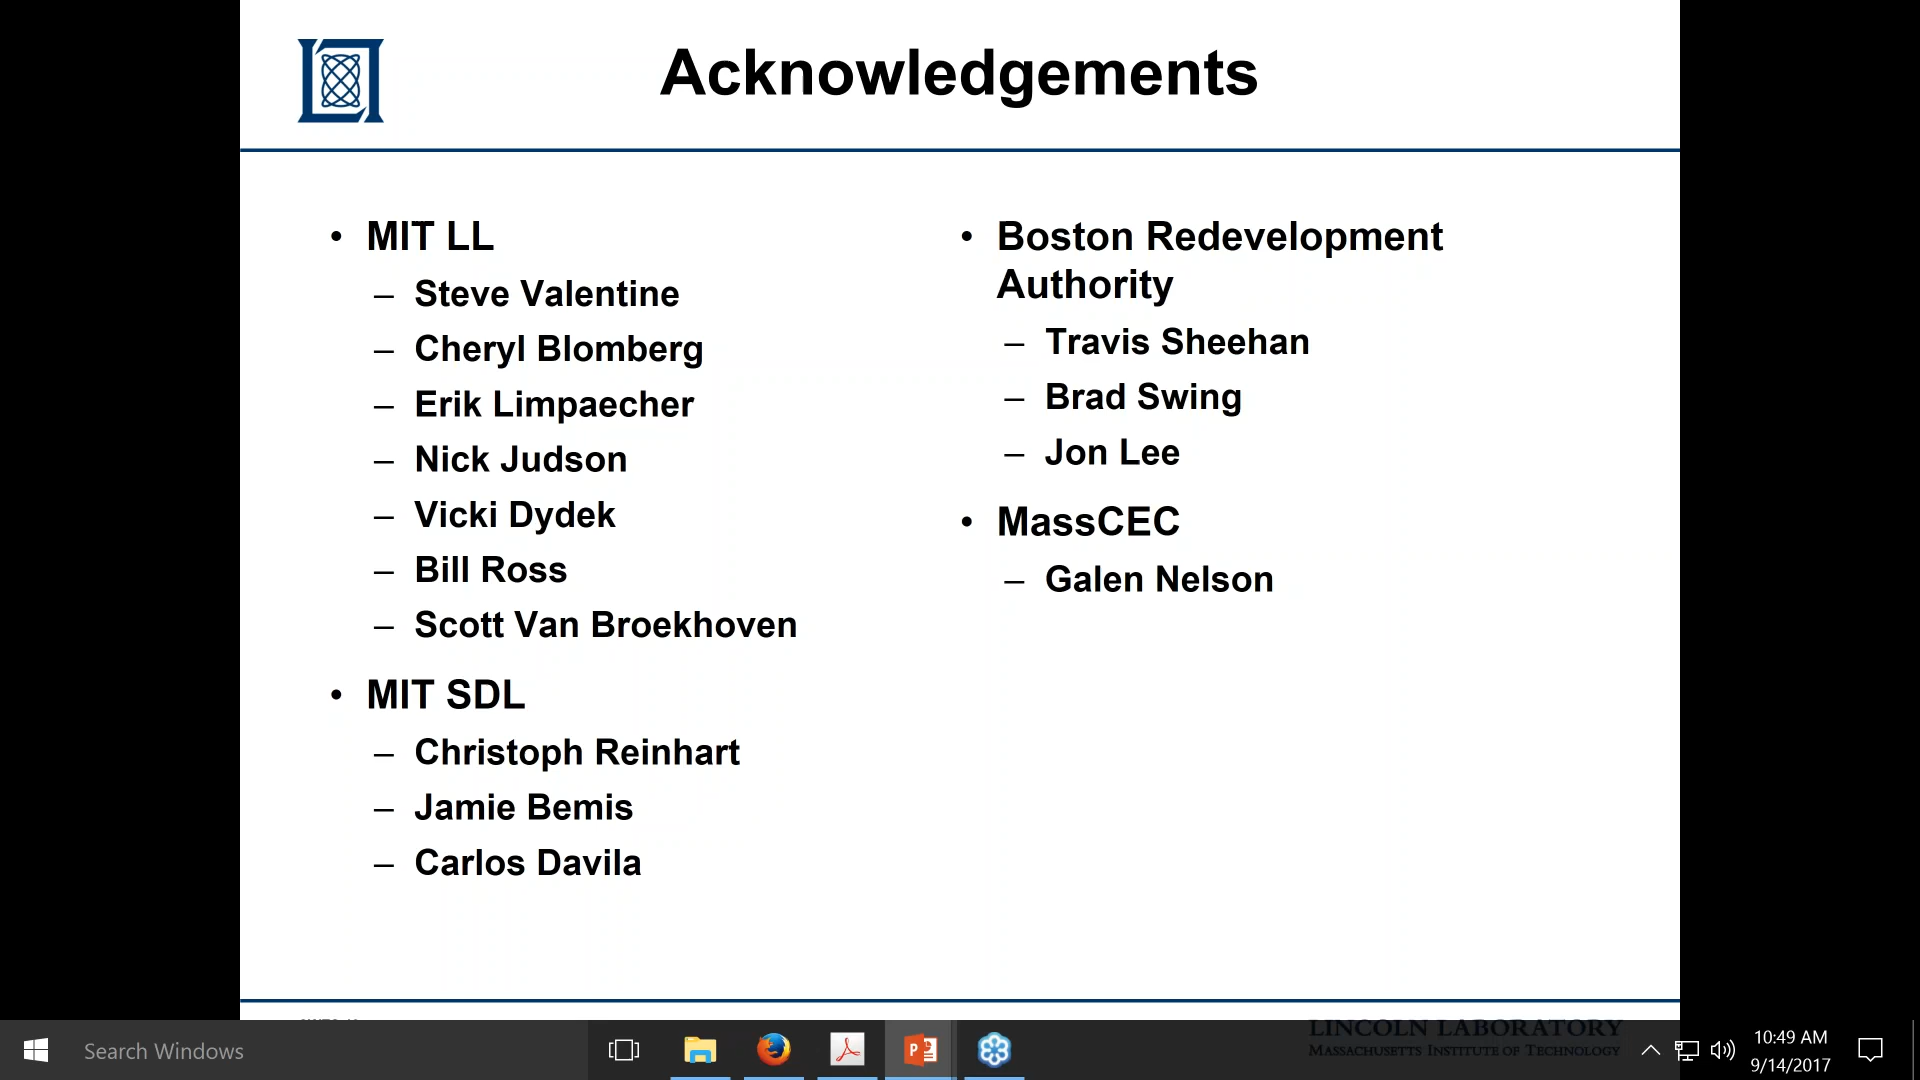 Acknowledgements
• MIT LL
– Steve Valentine
– Cheryl Blomberg
– Erik Limpaecher
– Nick Judson
– Vicki Dydek
– Bill Ross
– Scott Van Broekhoven
• MIT SDL
– Christoph Reinhart
– Jamie Bemis
– Carlos Davila
• Boston Redevelopment
Authority
– Travis Sheehan
– Brad Swing
– Jon Lee
• MassCEC
– Galen Nelson
LINCOLN LABORATORY
MASSACHUSETTS INSTITUTE OF TECHNOLOGY
Search Windows
10:49 AM
9/14/2017